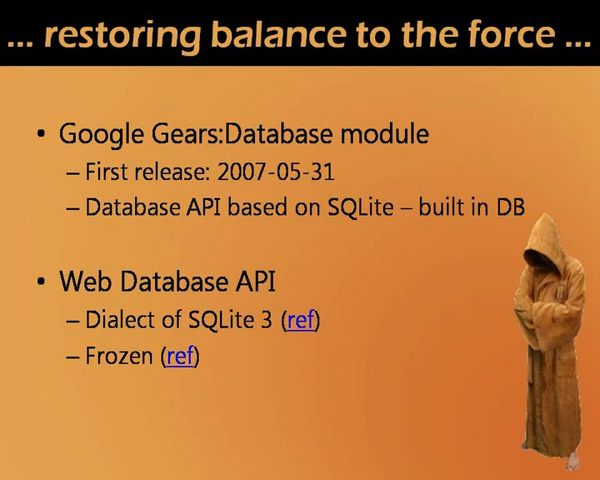 ... restoring balance to the force ...
• Google Gears:Database module
– First release: 2007-05-31
– Database API based on SQLite – built in DB
• Web Database API
– Dialect of SQLite 3 (ref)
– Frozen (ref)